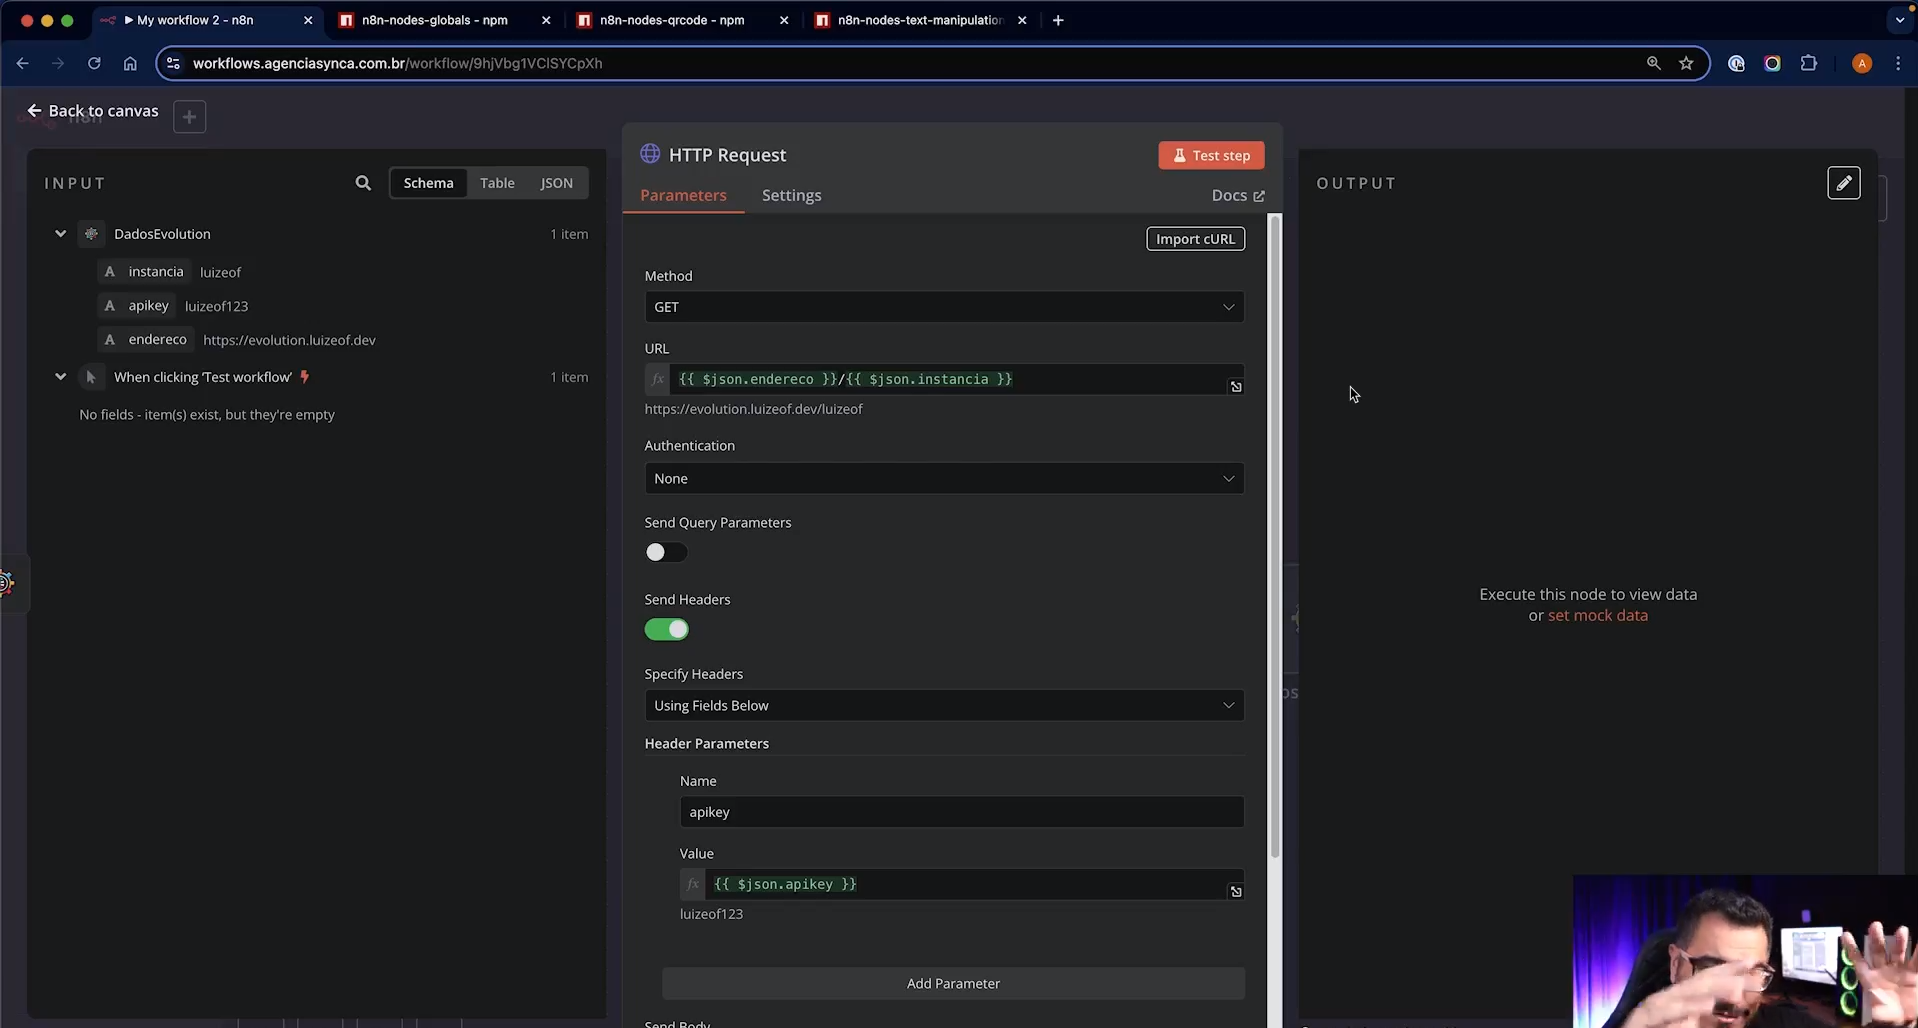 My workflow 2 - n8n
n8n-nodes-globals - npm
n8n-nodes-qrcode - npm
n8n-nodes-text-manipulation
workflows.agenciasynca.com.br/workflow/9hjVbg1VClSYCpXh
A
Back to canvas
n8n
INPUT
Schema
Table
JSON
DadosEvolution
1 item
A instancia luizeof
A apikey luizeof123
A endereco https://evolution.luizeof.dev
When clicking ‘Test workflow’
1 item
No fields - item(s) exist, but they're empty
HTTP Request
Test step
Parameters
Settings
Docs
Import cURL
Method
GET
URL
fx {{ $json.endereco }}/{{ $json.instancia }}
https://evolution.luizeof.dev/luizeof
Authentication
None
Send Query Parameters
Send Headers
Specify Headers
Using Fields Below
Header Parameters
Name
apikey
Value
fx {{ $json.apikey }}
luizeof123
Add Parameter
Send Body
OUTPUT
Execute this node to view data
or set mock data